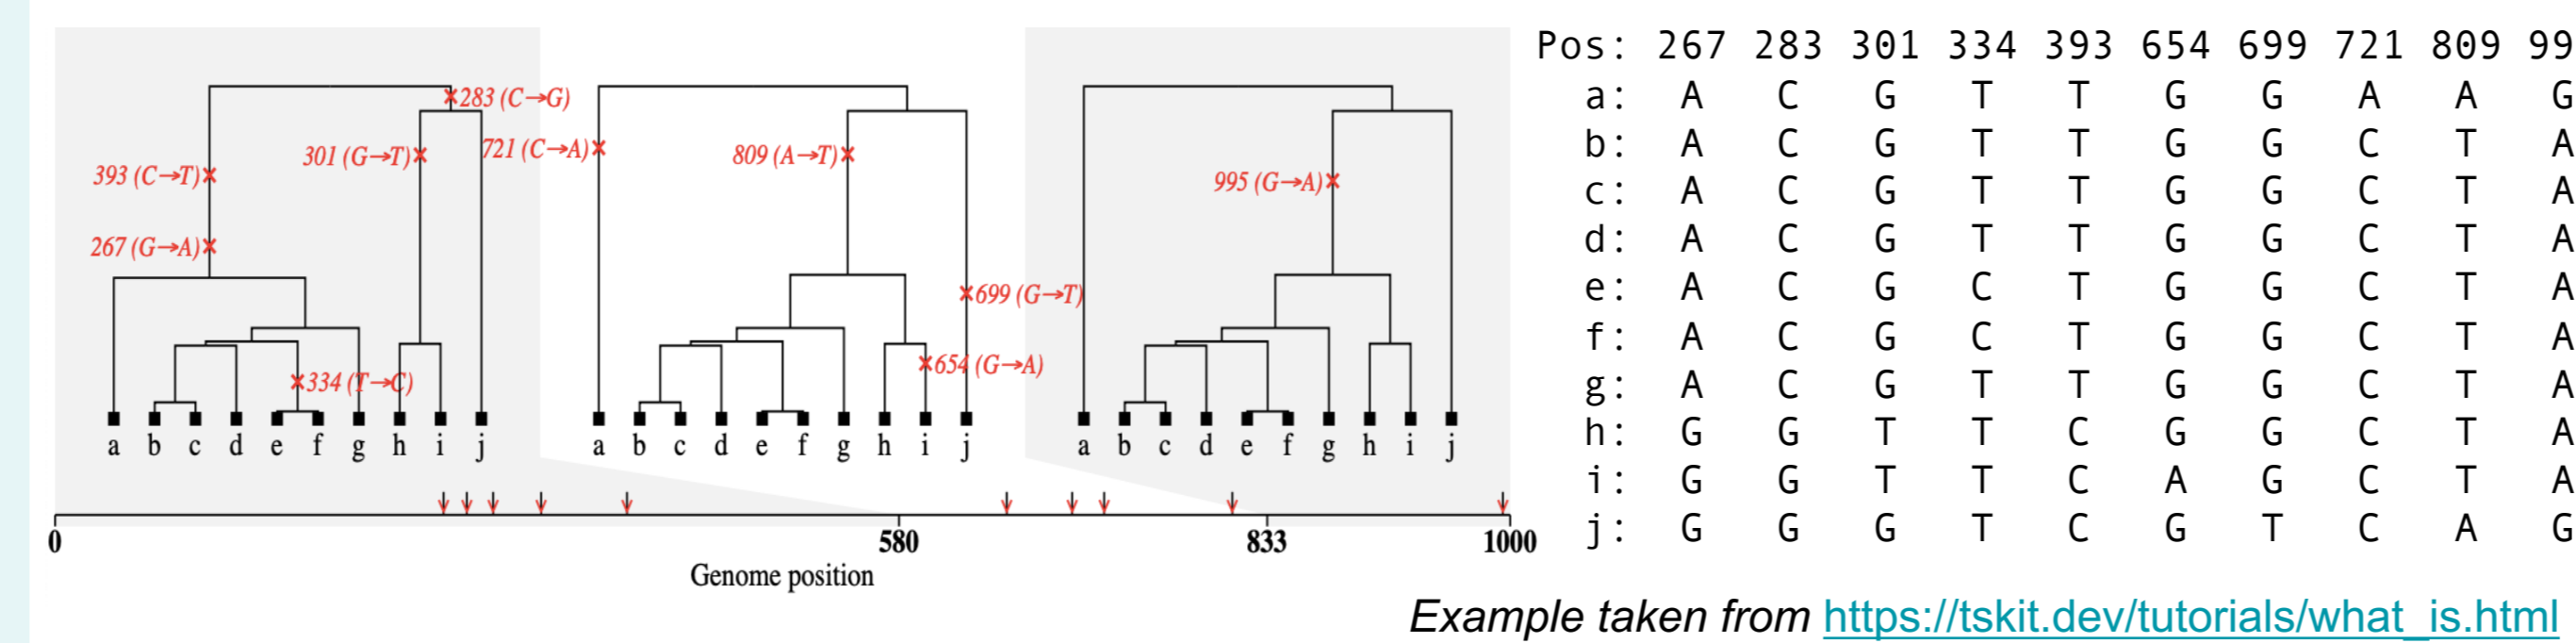 283 (C→G)
301 (G→T)
393 (C→T)
267 (G→A)
334 (T→C)
a b c d e f g h i j
721 (C→A)
809 (A→T)
699 (G→T)
654 (G→A)
a b c d e f g h i j
995 (G→A)
a b c d e f g h i j
0 580 833 1000
Genome position
Pos: 267 283 301 334 393 654 699 721 809 99
a: A C G T T G G A A G
b: A C G T T G G C T A
c: A C G T T G G C T A
d: A C G T T G G C T A
e: A C G C T G G C T A
f: A C G C T G G C T A
g: A C G T T G G C T A
h: G G T T C G G C T A
i: G G T T C A G C T A
j: G G G T C G T C A G
Example taken from https://tskit.dev/tutorials/what_is.html